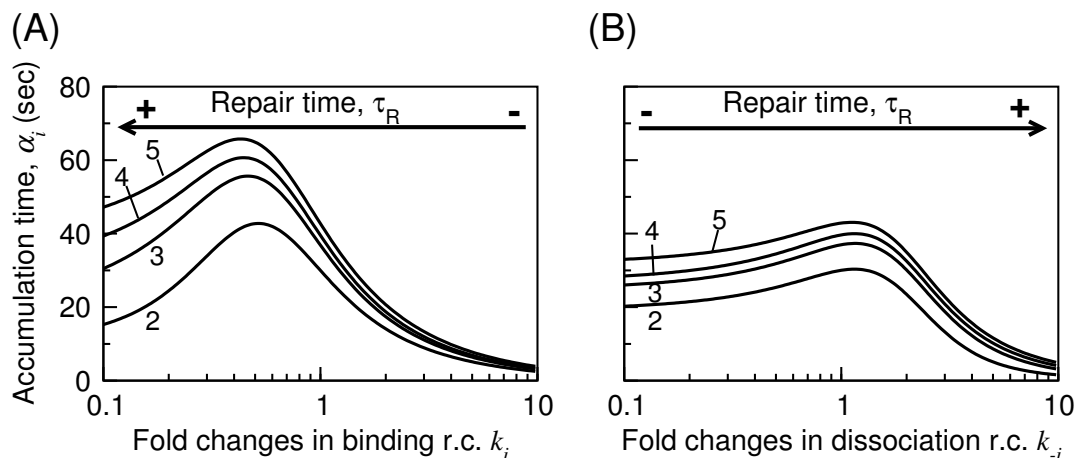 (A)
(B)
Accumulation time, αᵢ (sec)
80
60
40
20
0
+ Repair time, τR -
5
4
3
2
0.1 1 10
Fold changes in binding r.c. kᵢ
- Repair time, τR +
5
4
3
2
0.1 1 10
Fold changes in dissociation r.c. k-i